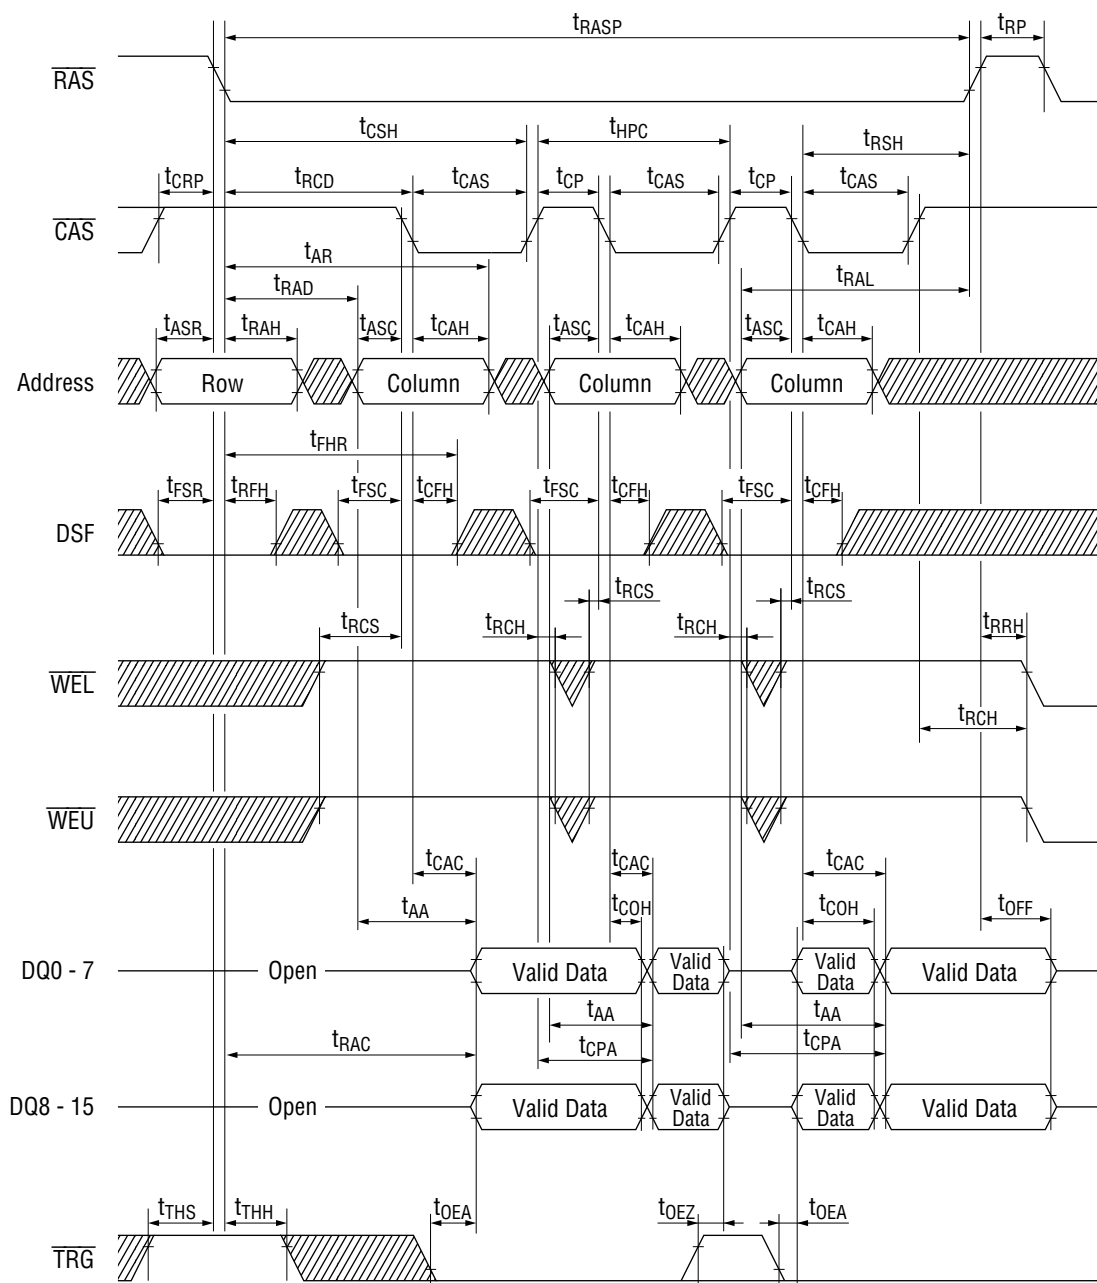 tRASP tRP
RAS
tCSH tHPC tRSH
tCRP tRCD tCAS tCP tCAS tCP tCAS
CAS
tAR
tRAD tRAL
tASR tRAH tASC tCAH tASC tCAH tASC tCAH
Address Row Column Column Column
tFHR
tFSR tRFH tFSC tCFH tFSC tCFH tFSC tCFH
DSF
tRCS tRCS
tRCS tRCH tRCH tRRH
WEL
tRCH
WEU
tCAC tCAC tCAC
tAA tCOH tCOH tOFF
DQ0 - 7 Open Valid Data Valid Data Valid Data Valid Data
tAA tAA
tRAC tCPA tCPA
DQ8 - 15 Open Valid Data Valid Data Valid Data Valid Data
tTHS tTHH tOEA tOEZ tOEA
TRG